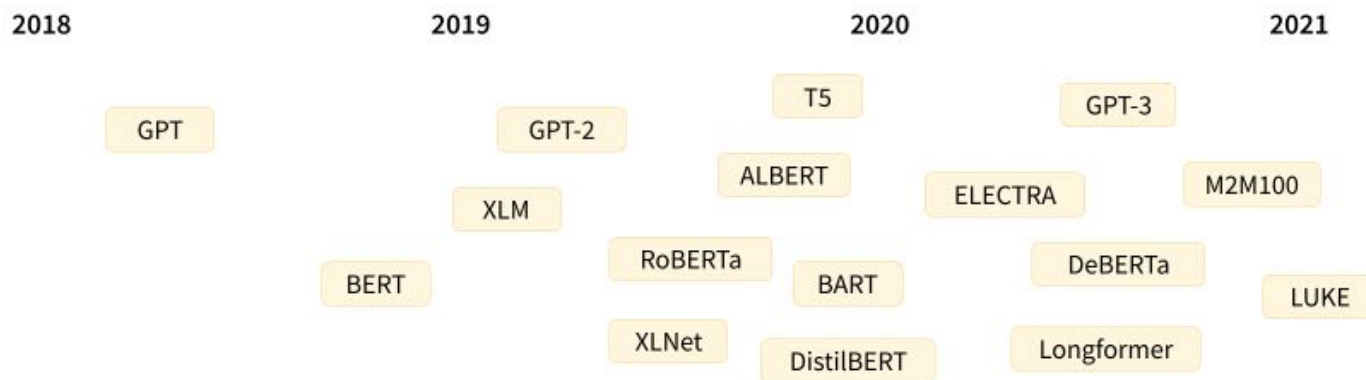 2018 2019 2020 2021
T5
GPT-3
GPT GPT-2
ALBERT
M2M100
ELECTRA
XLM
RoBERTa
DeBERTa
BERT BART
LUKE
XLNet
Longformer
DistilBERT